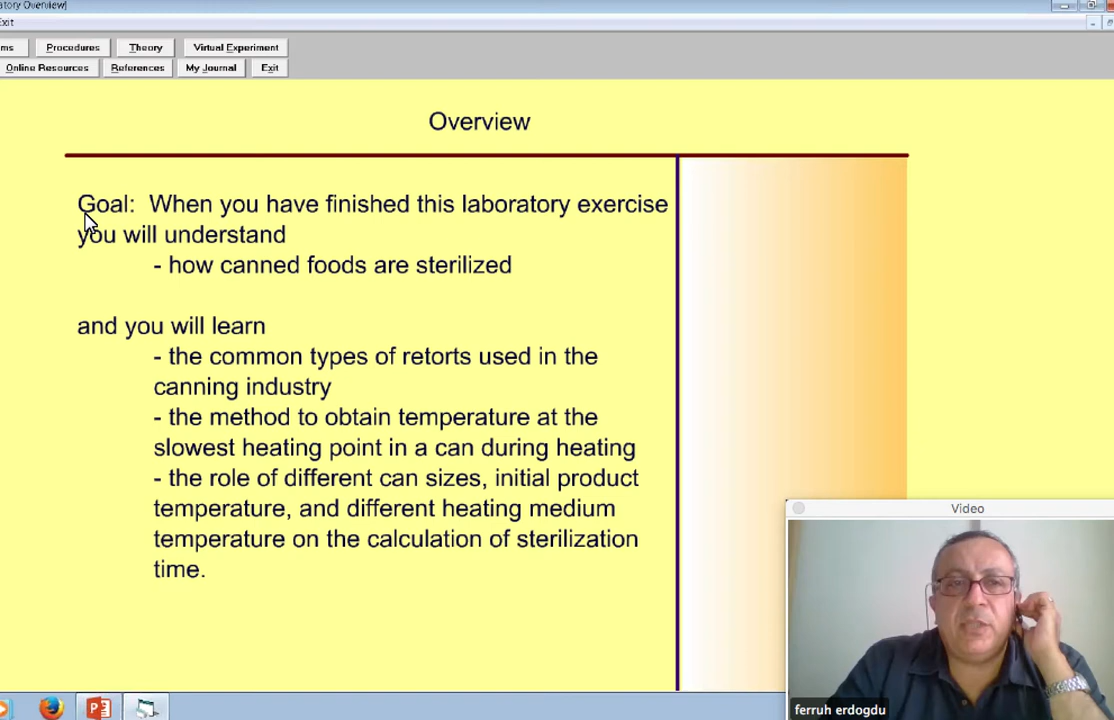 atory Overview]
Exit
ms Procedures Theory Virtual Experiment
Online Resources References My Journal Exit
Overview
Goal: When you have finished this laboratory exercise
you will understand
- how canned foods are sterilized
and you will learn
- the common types of retorts used in the
canning industry
- the method to obtain temperature at the
slowest heating point in a can during heating
- the role of different can sizes, initial product
temperature, and different heating medium
temperature on the calculation of sterilization
time.
Video
ferruh erdogdu